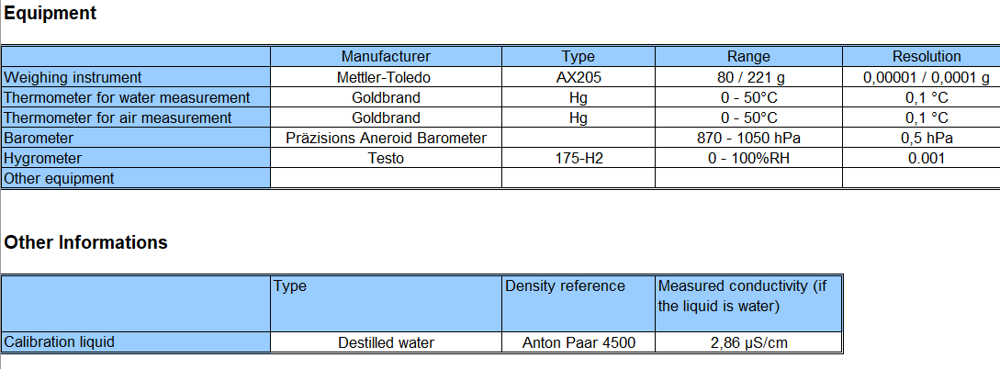 Equipment
Manufacturer Type Range Resolution
Weighing instrument Mettler-Toledo AX205 80 / 221 g 0,00001 / 0,0001 g
Thermometer for water measurement Goldbrand Hg 0 - 50°C 0,1 °C
Thermometer for air measurement Goldbrand Hg 0 - 50°C 0,1 °C
Barometer Präzisions Aneroid Barometer 870 - 1050 hPa 0,5 hPa
Hygrometer Testo 175-H2 0 - 100%RH 0.001
Other equipment
Other Informations
Type Density reference Measured conductivity (if
the liquid is water)
Calibration liquid Destilled water Anton Paar 4500 2,86 µS/cm